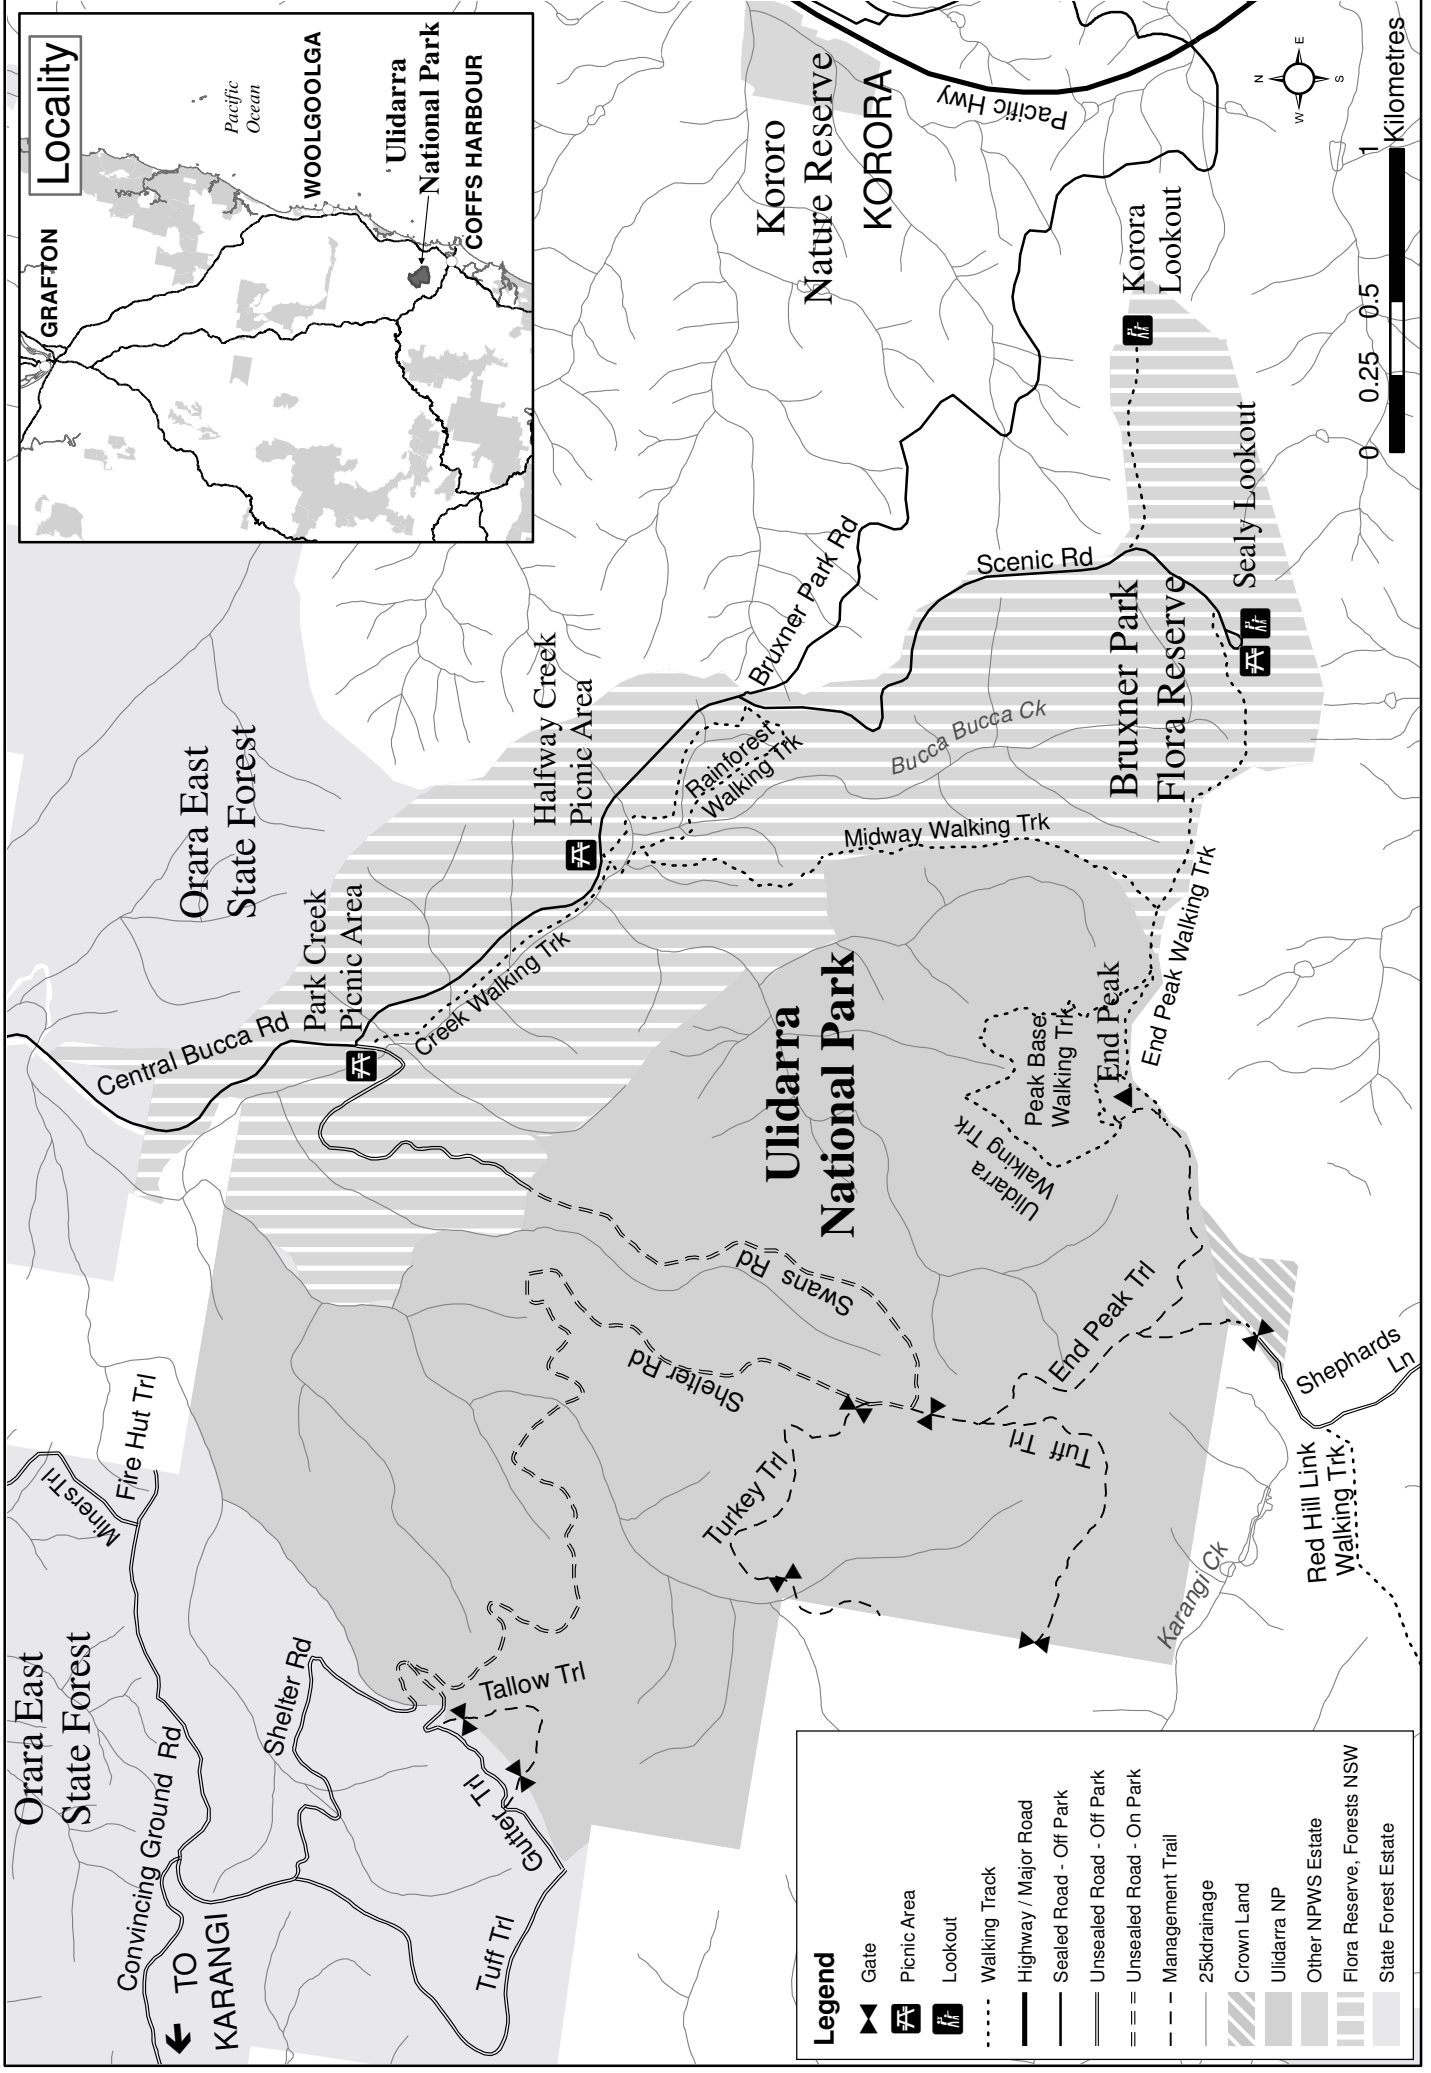 Locality
GRAFTON
Pacific
Ocean
WOOLGOOLGA
Ulidarra
National Park
COFFS HARBOUR
Orara East
State Forest
Miners Trl
Fire Hut Trl
Convincing Ground Rd
TO
KARANGI
Shelter Rd
Tallow Trl
Gutter Trl
Tuff Trl
Central Bucca Rd
Park Creek
Picnic Area
Orara East
State Forest
Creek Walking Trk
Halfway Creek
Picnic Area
Rainforest
Walking Trk
Bruxner Park Rd
Kororo
Nature Reserve
KORORA
Pacific Hwy
Swans Rd
Shelter Rd
Turkey Trl
Ulidarra
National Park
Midway Walking Trk
Bucca Bucca Ck
Scenic Rd
Bruxner Park
Flora Reserve
Korora
Lookout
Sealy Lookout
Ulidarra
Walking Trk
Peak Base
Walking Trk
End Peak
End Peak Walking Trk
End Peak Trl
Tuff Trl
Karangi Ck
Shephards
Ln
Red Hill Link
Walking Trk
N
E
S
W
0
0.25
0.5
1
Kilometres
Legend
Gate
Picnic Area
Lookout
Walking Track
Highway / Major Road
Sealed Road - Off Park
Unsealed Road - Off Park
Unsealed Road - On Park
Management Trail
25kdrainage
Crown Land
Ulidarra NP
Other NPWS Estate
Flora Reserve, Forests NSW
State Forest Estate